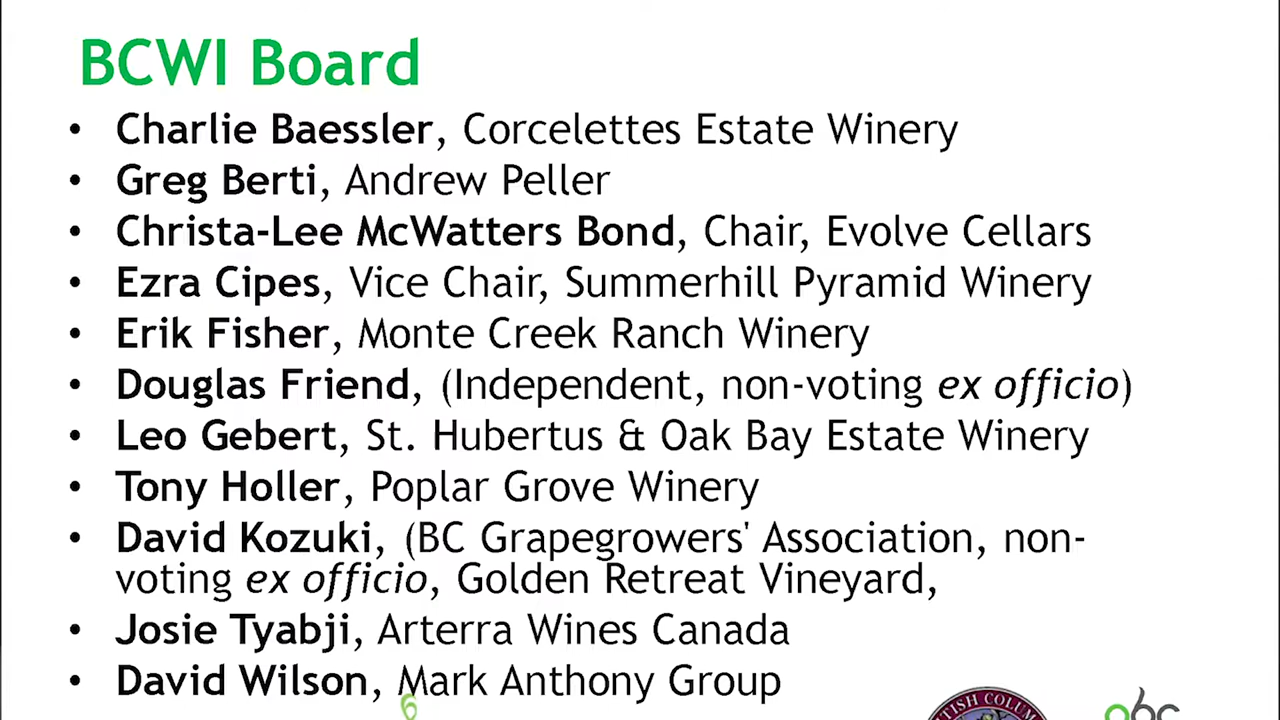 BCWI Board
• Charlie Baessler, Corcelettes Estate Winery
• Greg Berti, Andrew Peller
• Christa-Lee McWatters Bond, Chair, Evolve Cellars
• Ezra Cipes, Vice Chair, Summerhill Pyramid Winery
• Erik Fisher, Monte Creek Ranch Winery
• Douglas Friend, (Independent, non-voting ex officio)
• Leo Gebert, St. Hubertus & Oak Bay Estate Winery
• Tony Holler, Poplar Grove Winery
• David Kozuki, (BC Grapegrowers' Association, non-
voting ex officio, Golden Retreat Vineyard,
• Josie Tyabji, Arterra Wines Canada
• David Wilson, Mark Anthony Group
6